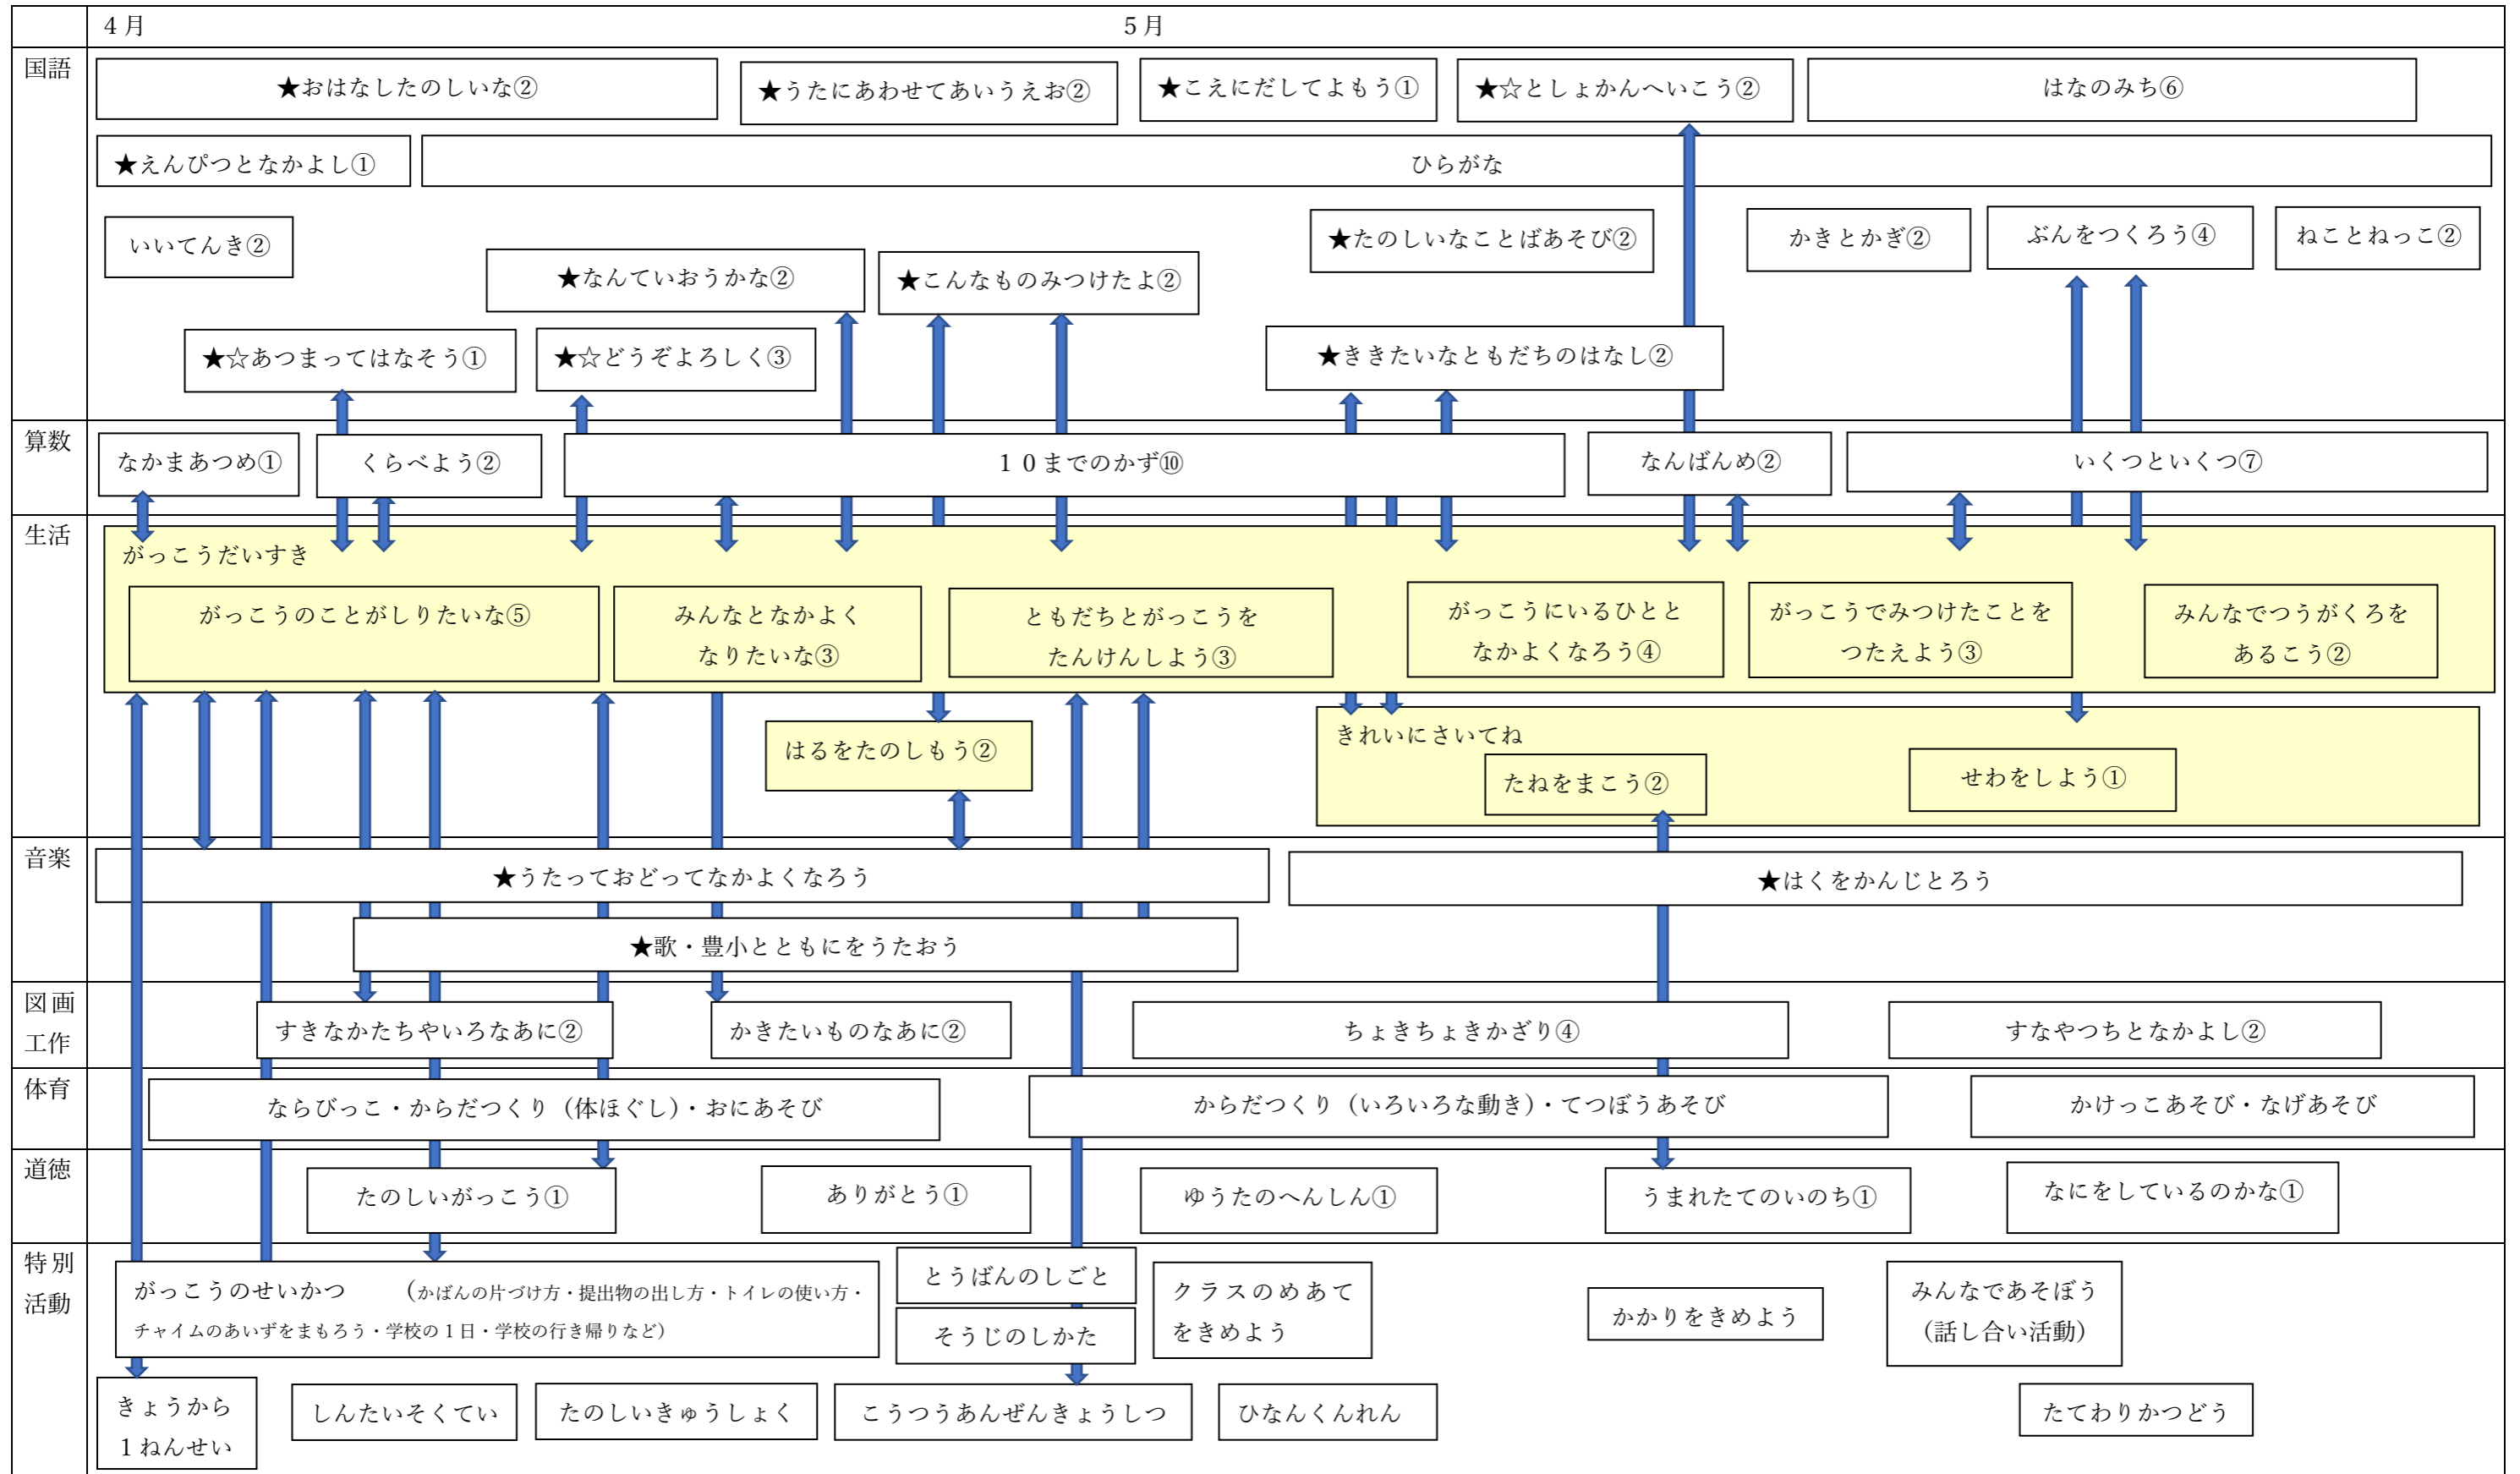 4月
5月
国語
★おはなしたのしいな②
★うたにあわせてあいうえお②
★こえにだしてよもう①
★☆としょかんへいこう②
はなのみち⑥
★えんぴつとなかよし①
ひらがな
いいてんき②
★なんていおうかな②
★こんなものみつけたよ②
★たのしいなことばあそび②
かきとかぎ②
ぶんをつくろう④
ねことねっこ②
★☆あつまってはなそう①
★☆どうぞよろしく③
★ききたいなともだちのはなし②
算数
なかまあつめ①
くらべよう②
10までのかず⑩
なんばんめ②
いくつといくつ⑦
生活
がっこうだいすき
がっこうのことがしりたいな⑤
みんなとなかよく
なりたいな③
ともだちとがっこうを
たんけんしよう③
がっこうにいるひとと
なかよくなろう④
がっこうでみつけたことを
つたえよう③
みんなでつうがくろを
あるこう②
はるをたのしもう②
きれいにさいてね
たねをまこう②
せわをしよう①
音楽
★うたっておどってなかよくなろう
★はくをかんじとろう
★歌・豊小とともにをうたおう
図画
工作
すきなかたちやいろなあに②
かきたいものなあに②
ちょきちょきかざり④
すなやつちとなかよし②
体育
ならびっこ・からだつくり（体ほぐし）・おにあそび
からだつくり（いろいろな動き）・てつぼうあそび
かけっこあそび・なげあそび
道徳
たのしいがっこう①
ありがとう①
ゆうたのへんしん①
うまれたてのいのち①
なにをしているのかな①
特別
活動
がっこうのせいかつ　（かばんの片づけ方・提出物の出し方・トイレの使い方・
チャイムのあいずをまもろう・学校の1日・学校の行き帰りなど）
とうばんのしごと
そうじのしかた
クラスのめあて
をきめよう
かかりをきめよう
みんなであそぼう
（話し合い活動）
きょうから
1ねんせい
しんたいそくてい
たのしいきゅうしょく
こうつうあんぜんきょうしつ
ひなんくんれん
たてわりかつどう